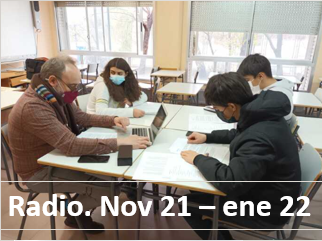 Radio. Nov 21 – ene 22